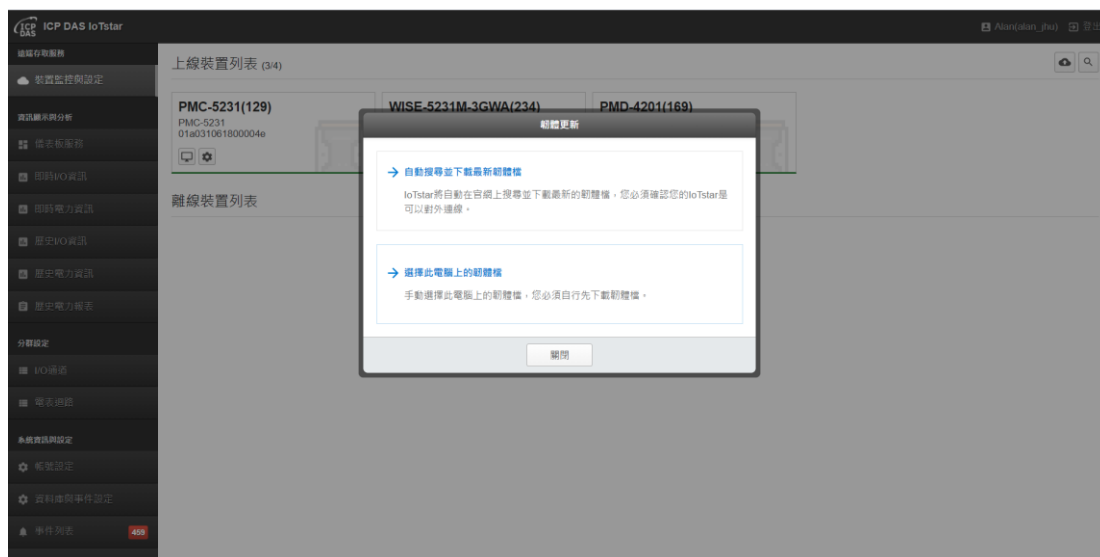 ICP DAS
ICP DAS IoTstar
Alan(alan_jhu) 登出
遠端存取服務
裝置監控與設定
資訊顯示與分析
儀表板服務
即時I/O資訊
即時電力資訊
歷史I/O資訊
歷史電力資訊
歷史電力報表
分群設定
I/O通道
電表迴路
系統資訊與設定
帳號設定
資料庫與事件設定
事件列表 459
上線裝置列表 (3/4)
PMC-5231(129)
PMC-5231
01a031061800004e
WISE-5231M-3GWA(234)
PMD-4201(169)
離線裝置列表
韌體更新
自動搜尋並下載最新韌體檔
IoTstar將自動在官網上搜尋並下載最新的韌體檔，您必須確認您的IoTstar是
可以對外連線。
選擇此電腦上的韌體檔
手動選擇此電腦上的韌體檔，您必須自行先下載韌體檔。
關閉